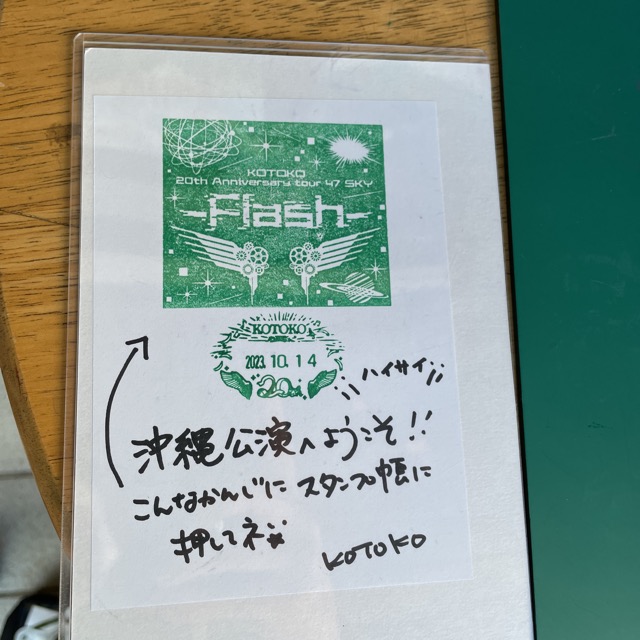 KOTOKO
20th Anniversary tour 47 SKY
-Flash-
KOTOKO
2023.10.14
20th
ハイサイ
沖縄公演へようこそ!!
こんなかんじに スタンプ帳に
押してネ
KOTOKO